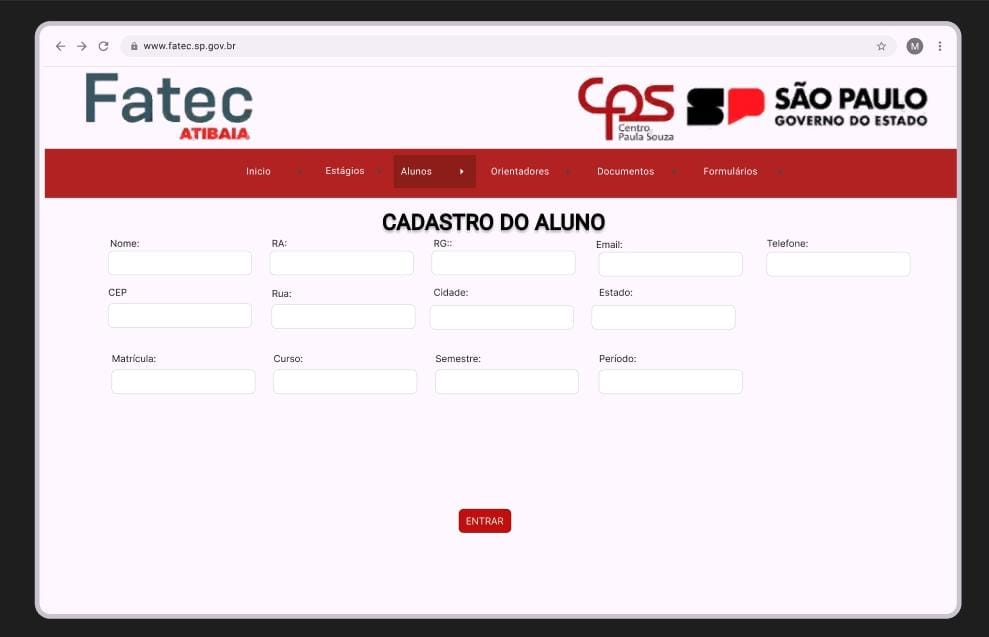 www.fatec.sp.gov.br
M
Fatec
ATIBAIA
CPS
Centro
Paula Souza
SP
SÃO PAULO
GOVERNO DO ESTADO
Inicio Estágios Alunos Orientadores Documentos Formulários
CADASTRO DO ALUNO
Nome: RA: RG:: Email: Telefone:
CEP Rua: Cidade: Estado:
Matrícula: Curso: Semestre: Período:
ENTRAR